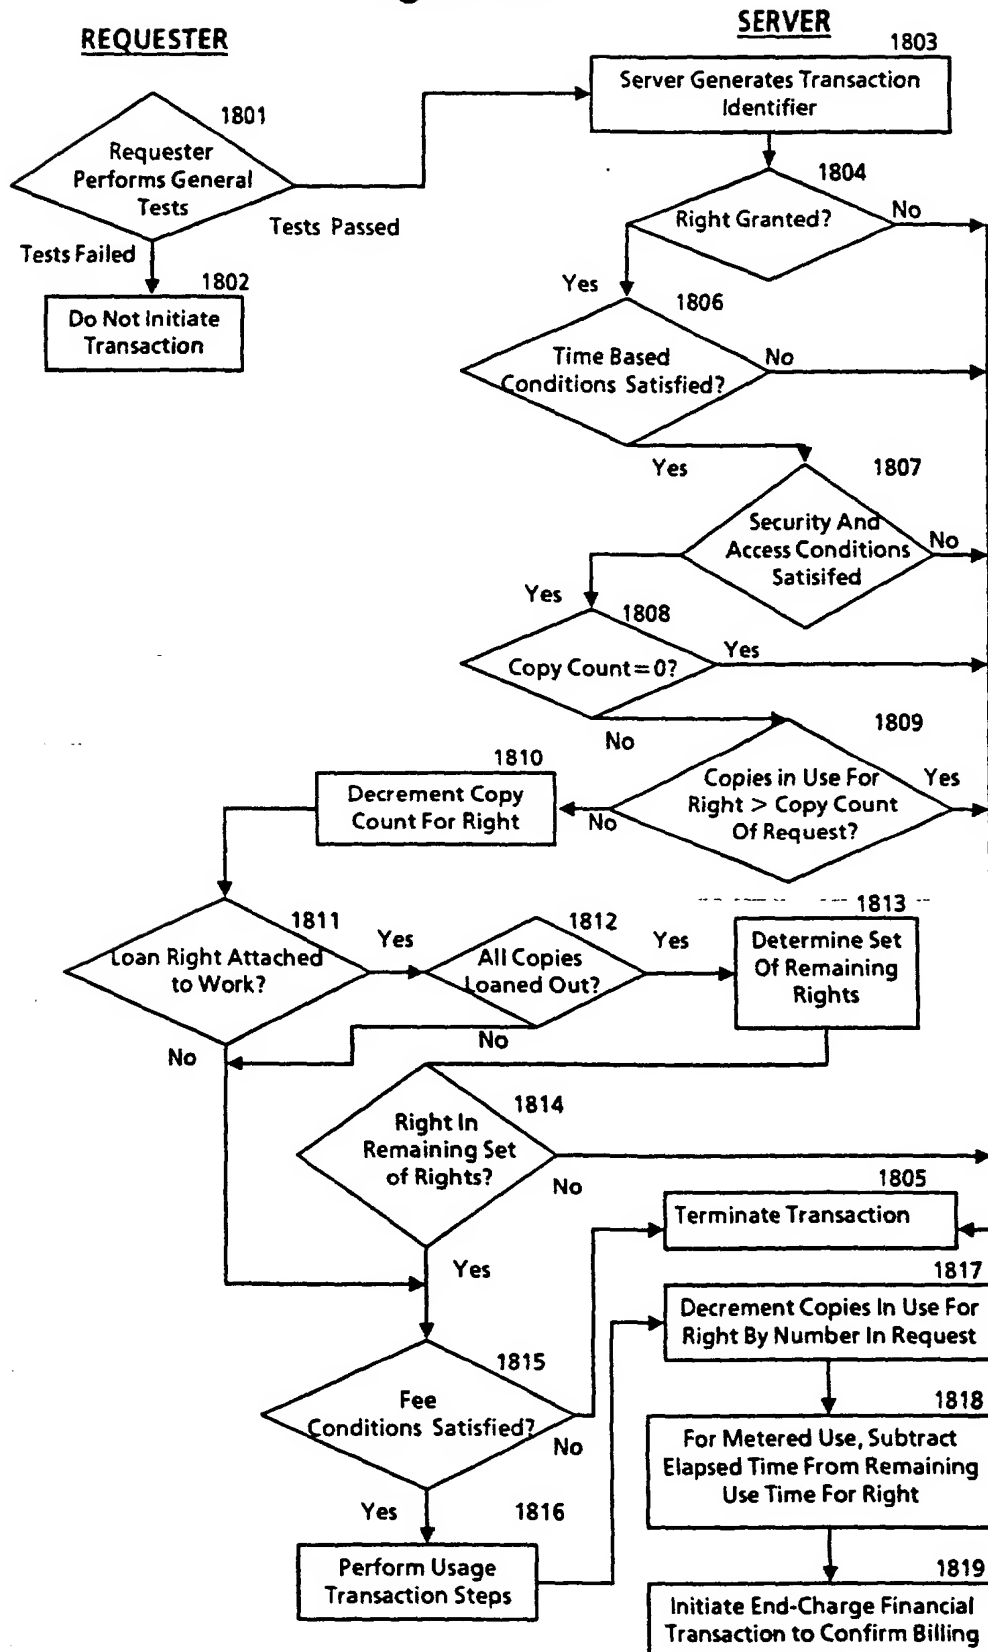 REQUESTER
SERVER
1803
Server Generates Transaction
Identifier
1801
Requester
Performs General
Tests
Tests Passed
Tests Failed
1802
Do Not Initiate
Transaction
1804
Right Granted?
No
Yes
1806
Time Based
Conditions Satisfied?
No
Yes
1807
Security And
Access Conditions
Satisifed
No
Yes
1808
Copy Count=0?
Yes
No
1809
Copies in Use For
Right > Copy Count
Of Request?
Yes
No
1810
Decrement Copy
Count For Right
1811
Loan Right Attached
to Work?
Yes
No
1812
All Copies
Loaned Out?
Yes
No
1813
Determine Set
Of Remaining
Rights
1814
Right In
Remaining Set
of Rights?
No
Yes
1805
Terminate Transaction
1815
Fee
Conditions Satisfied?
No
Yes
1816
Perform Usage
Transaction Steps
1817
Decrement Copies In Use For
Right By Number In Request
1818
For Metered Use, Subtract
Elapsed Time From Remaining
Use Time For Right
1819
Initiate End-Charge Financial
Transaction to Confirm Billing